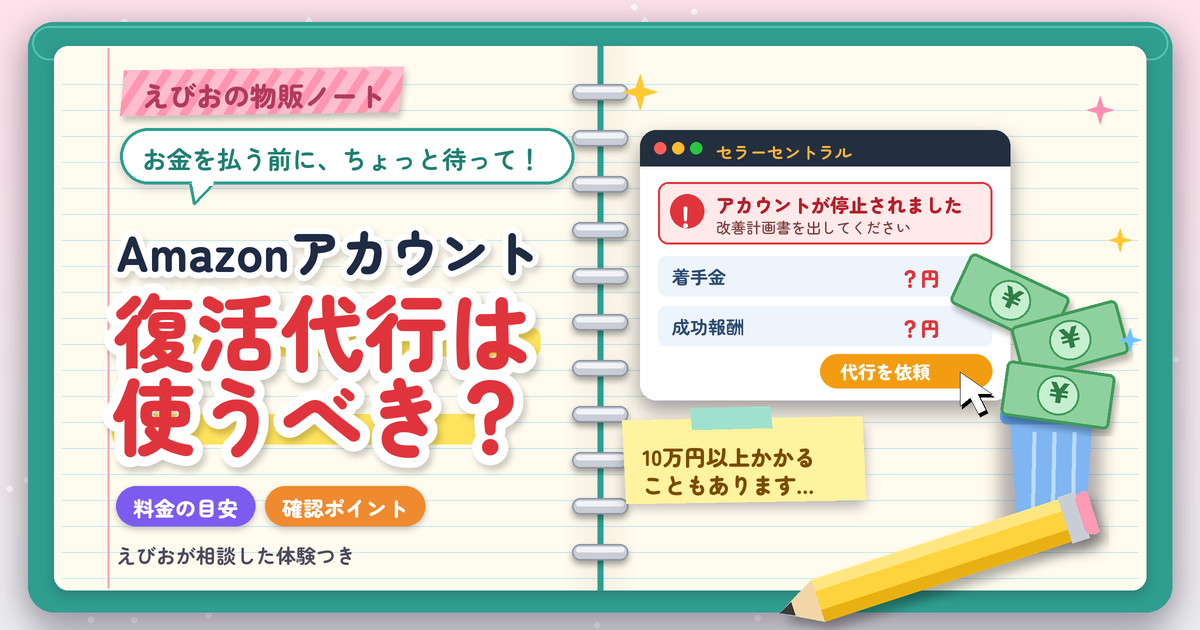 えびおの物販ノート
お金を払う前に、ちょっと待って！
Amazonアカウント
復活代行は
使うべき？
料金の目安
確認ポイント
えびおが相談した体験つき
セラーセントラル
!
アカウントが停止されました
改善計画書を出してください
着手金
？円
成功報酬
？円
代行を依頼
¥
¥
¥
10万円以上かかる
こともあります...